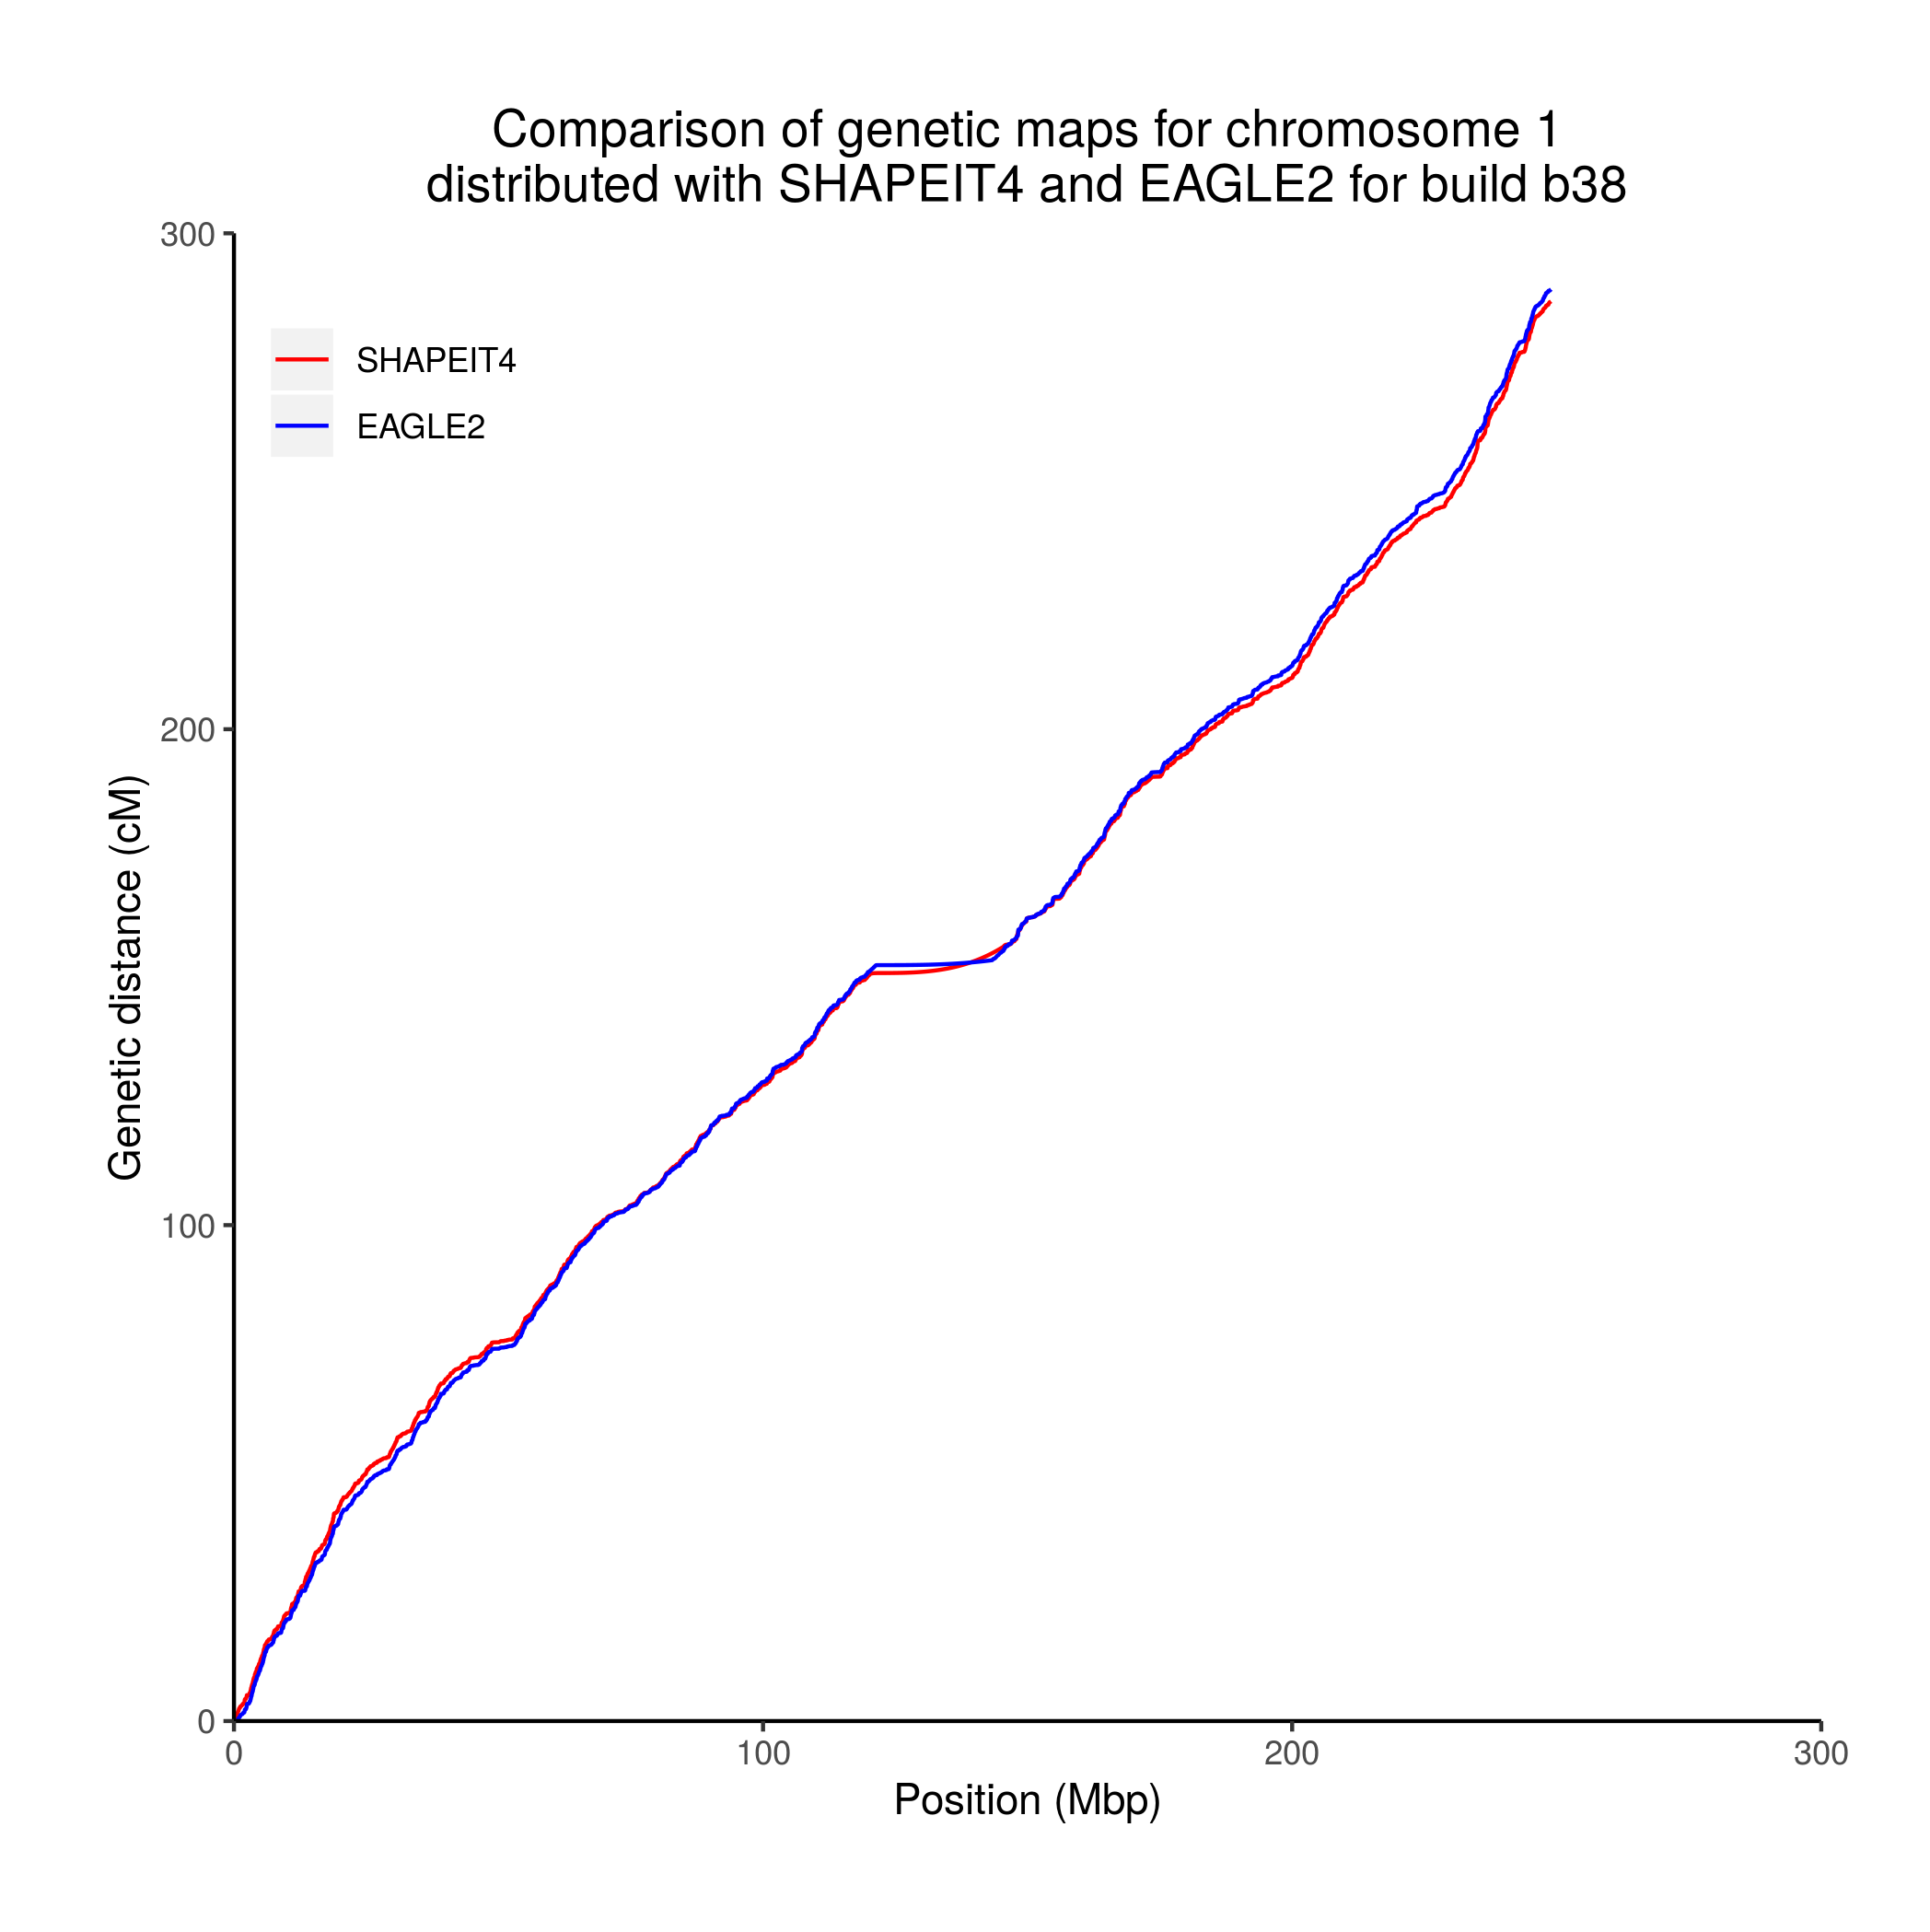 Comparison of genetic maps for chromosome 1
distributed with SHAPEIT4 and EAGLE2 for build b38
300
SHAPEIT4
EAGLE2
200
Genetic distance (cM)
100
0
0 100 200 300
Position (Mbp)